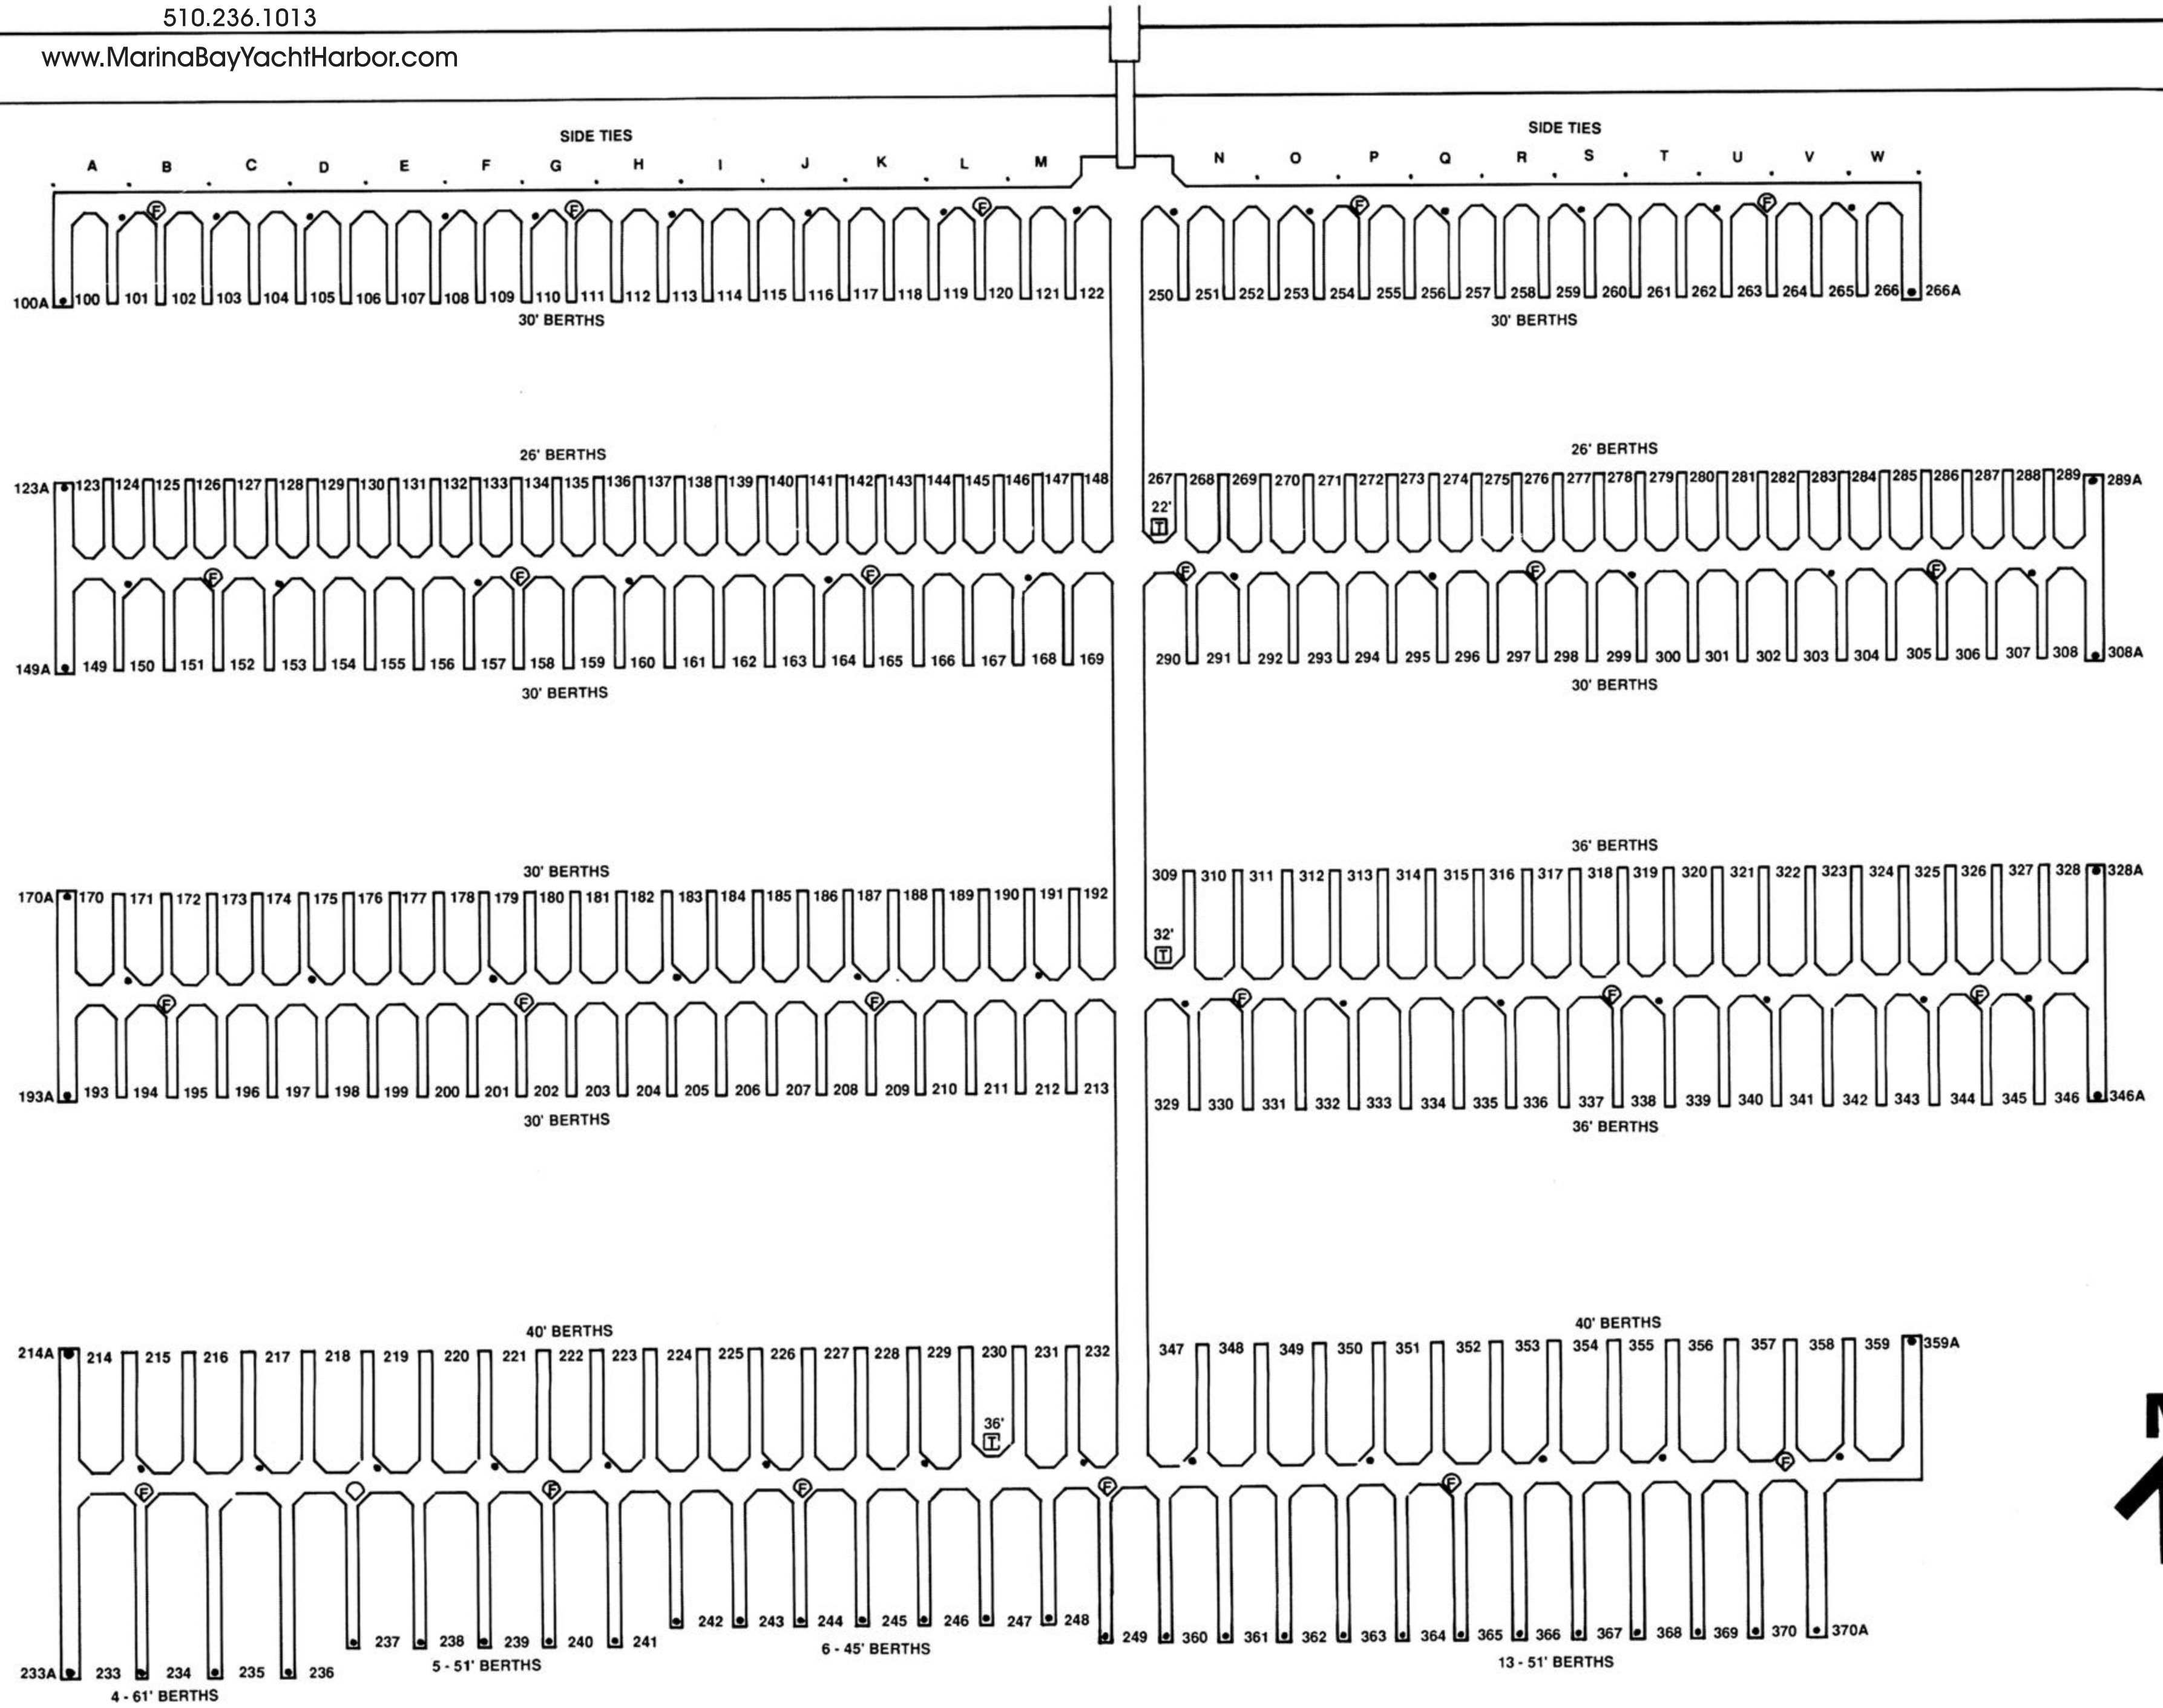 510.236.1013
www.MarinaBayYachtHarbor.com
SIDE TIES SIDE TIES
A B C D E F G H I J K L M N O P Q R S T U V W
F F F F F
100A 100 101 102 103 104 105 106 107 108 109 110 111 112 113 114 115 116 117 118 119 120 121 122 250 251 252 253 254 255 256 257 258 259 260 261 262 263 264 265 266 266A
30' BERTHS 30' BERTHS
26' BERTHS 26' BERTHS
123A 123 124 125 126 127 128 129 130 131 132 133 134 135 136 137 138 139 140 141 142 143 144 145 146 147 148 267 268 269 270 271 272 273 274 275 276 277 278 279 280 281 282 283 284 285 286 287 288 289 289A
22'
T
F F F F F F
149A 149 150 151 152 153 154 155 156 157 158 159 160 161 162 163 164 165 166 167 168 169 290 291 292 293 294 295 296 297 298 299 300 301 302 303 304 305 306 307 308 308A
30' BERTHS 30' BERTHS
30' BERTHS 36' BERTHS
170A 170 171 172 173 174 175 176 177 178 179 180 181 182 183 184 185 186 187 188 189 190 191 192 309 310 311 312 313 314 315 316 317 318 319 320 321 322 323 324 325 326 327 328 328A
32'
T
F F F F F F
193A 193 194 195 196 197 198 199 200 201 202 203 204 205 206 207 208 209 210 211 212 213 329 330 331 332 333 334 335 336 337 338 339 340 341 342 343 344 345 346 346A
30' BERTHS 36' BERTHS
40' BERTHS 40' BERTHS
214A 214 215 216 217 218 219 220 221 222 223 224 225 226 227 228 229 230 231 232 347 348 349 350 351 352 353 354 355 356 357 358 359 359A
36'
T
F F F F F F
242 243 244 245 246 247 248
237 238 239 240 241 249 360 361 362 363 364 365 366 367 368 369 370 370A
6 - 45' BERTHS
5 - 51' BERTHS 13 - 51' BERTHS
233A 233 234 235 236
4 - 61' BERTHS